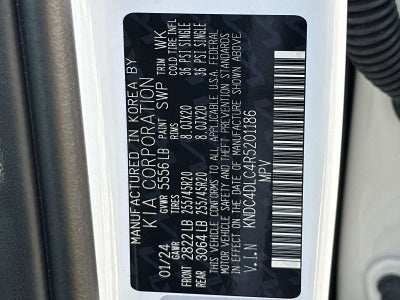 MANUFACTURED IN KOREA BY
KIA CORPORATION
01/24 GVWR 5556LB PAINT SWP TRIM WK
GAWR TIRES RIMS COLD TIRE INFL
FRONT 2822LB 255/45R20 8.0JX20 36 PSI SINGLE
REAR 3064LB 255/45R20 8.0JX20 36 PSI SINGLE
THIS VEHICLE CONFORMS TO ALL APPLICABLE U.S.A. FEDERAL
MOTOR VEHICLE SAFETY AND THEFT PREVENTION STANDARDS
IN EFFECT ON THE DATE OF MANUFACTURE SHOWN ABOVE.
V.I.N KNDC4DLC4R5201186
MPV